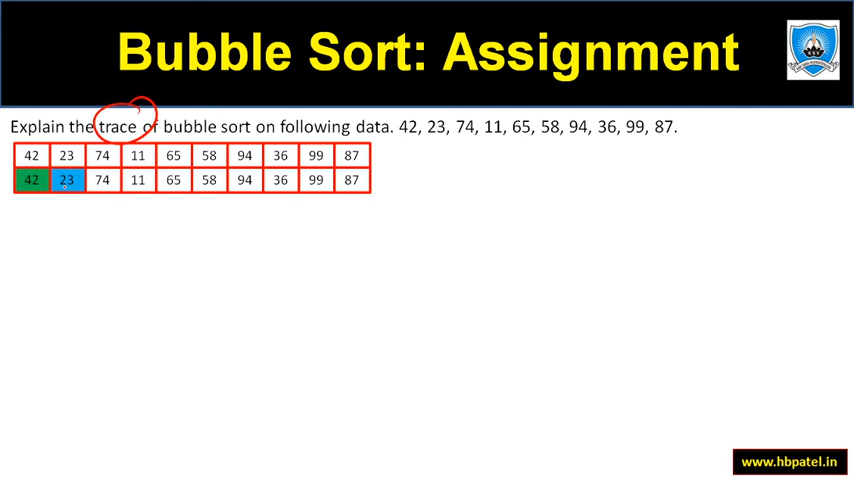 Bubble Sort: Assignment
Explain the trace of bubble sort on following data. 42, 23, 74, 11, 65, 58, 94, 36, 99, 87.
42 23 74 11 65 58 94 36 99 87
42 23 74 11 65 58 94 36 99 87
www.hbpatel.in